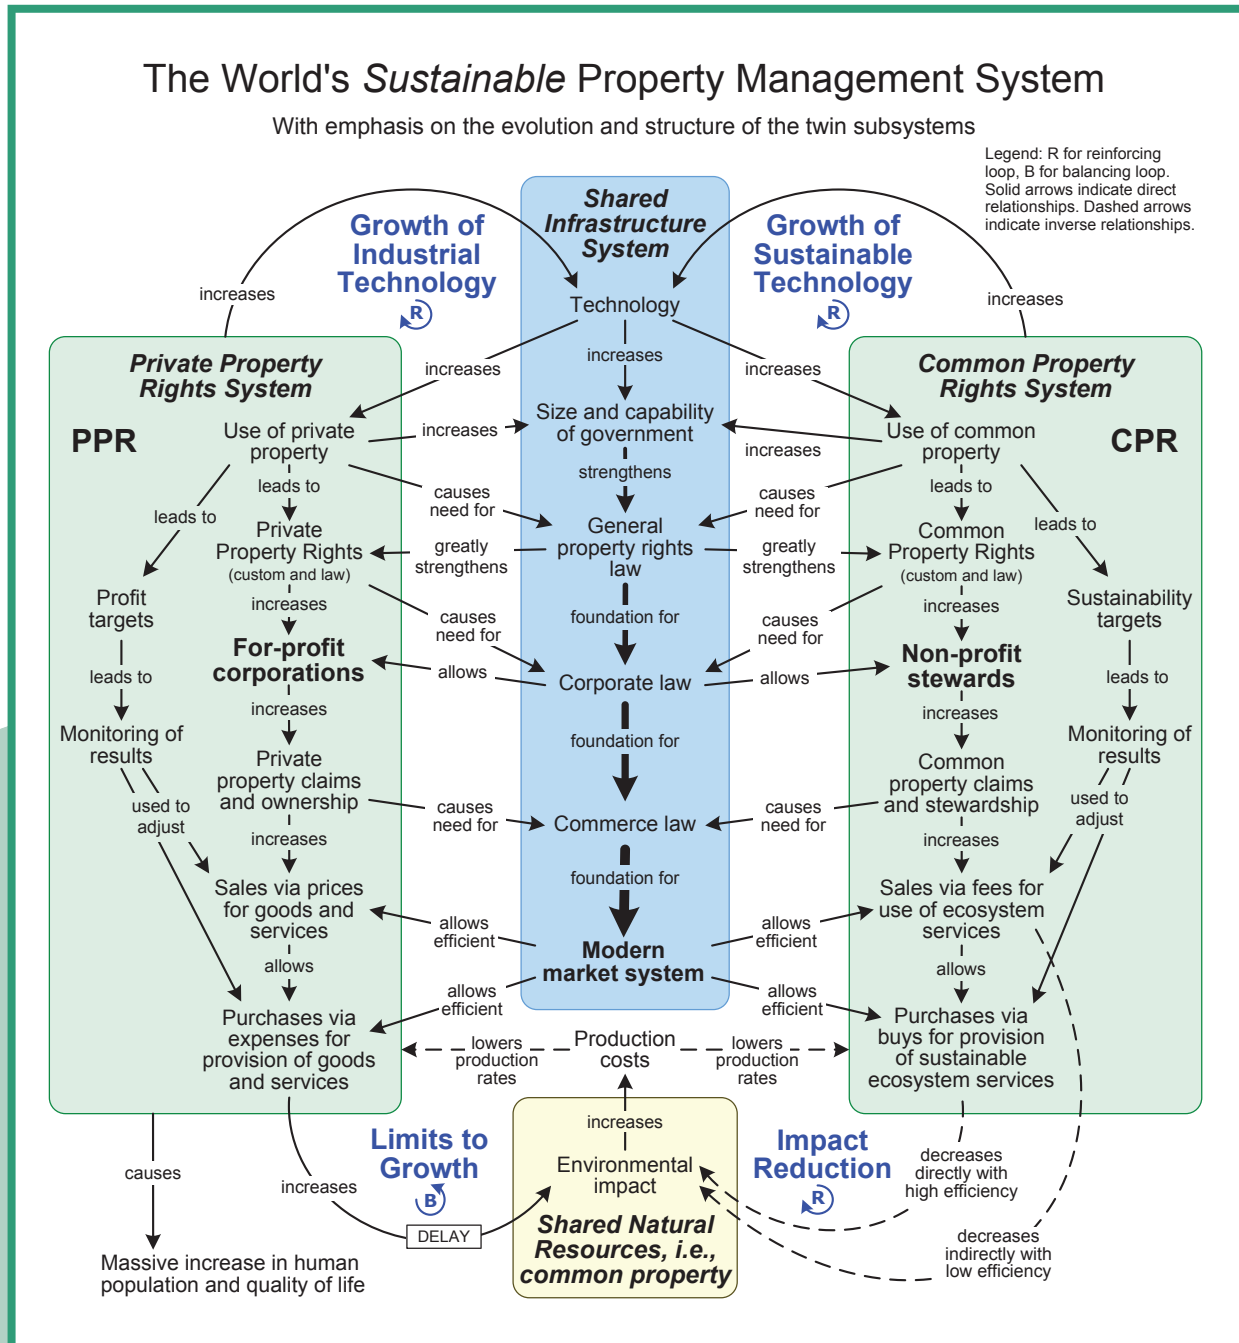 The World's Sustainable Property Management System
With emphasis on the evolution and structure of the twin subsystems
Legend: R for reinforcing
loop, B for balancing loop.
Solid arrows indicate direct
relationships. Dashed arrows
indicate inverse relationships.
Growth of
Industrial
Technology
R
increases
Shared
Infrastructure
System
Growth of
Sustainable
Technology
R
increases
Technology
increases
increases
increases
Private Property
Rights System
PPR
Use of private
property
increases
leads to
leads to
causes
need for
Private
Property Rights
(custom and law)
greatly
strengthens
Profit
targets
increases
causes
need for
For-profit
corporations
allows
leads to
increases
Monitoring of
results
Private
property claims
and ownership
used to
adjust
causes
need for
increases
Sales via prices
for goods and
services
allows
efficient
allows
allows
efficient
Purchases via
expenses for
provision of goods
and services
Size and capability
of government
strengthens
General
property rights
law
foundation for
Corporate law
foundation for
Commerce law
foundation for
Modern
market system
Common Property
Rights System
CPR
Use of common
property
increases
causes
need for
leads to
leads to
Common
Property Rights
(custom and law)
greatly
strengthens
Sustainability
targets
increases
causes
need for
Non-profit
stewards
allows
leads to
increases
Monitoring of
results
Common
property claims
and stewardship
used to
adjust
causes
need for
increases
Sales via fees for
use of ecosystem
services
allows
efficient
allows
allows
efficient
Purchases via
buys for provision
of sustainable
ecosystem services
lowers
production
rates
Production
costs
lowers
production
rates
increases
Environmental
impact
Shared Natural
Resources, i.e.,
common property
Limits to
Growth
B
increases
DELAY
causes
Massive increase in human
population and quality of life
Impact
Reduction
R
decreases
directly with
high efficiency
decreases
indirectly with
low efficiency